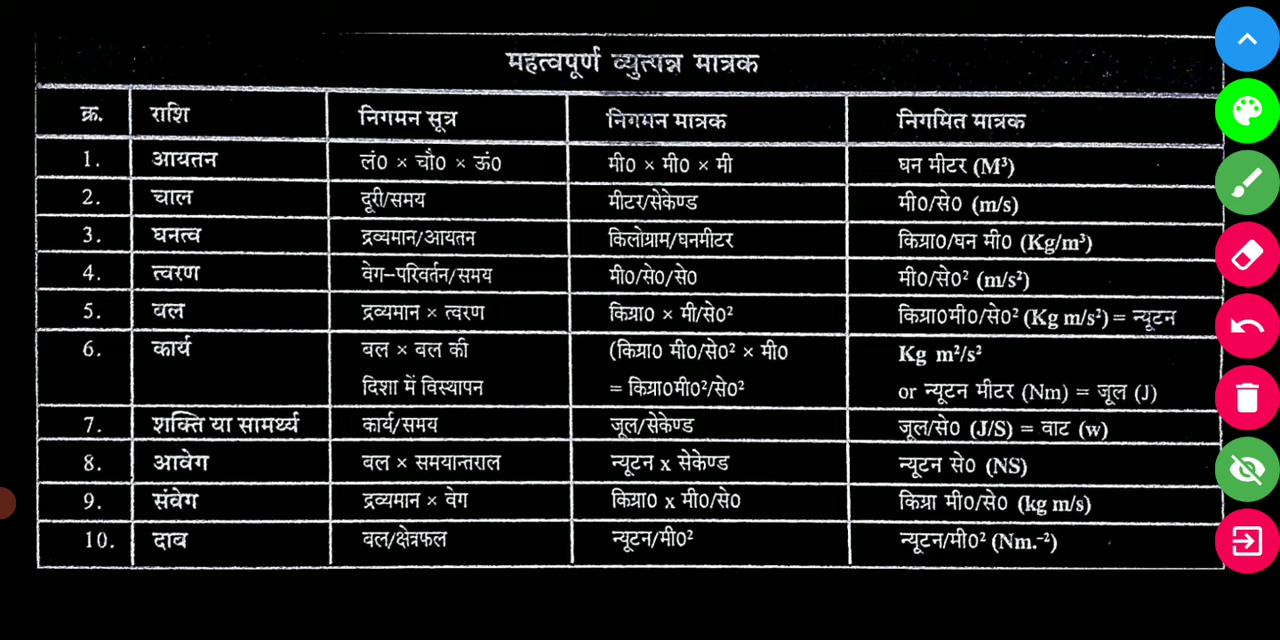 महत्वपूर्ण व्युत्पन्न मात्रक
क्र. राशि निगमन सूत्र निगमन मात्रक निगमित मात्रक
1. आयतन लं0 × चौ0 × ऊं0 मी0 × मी0 × मी घन मीटर (M³)
2. चाल दूरी/समय मीटर/सेकेण्ड मी0/से0 (m/s)
3. घनत्व द्रव्यमान/आयतन किलोग्राम/घनमीटर किग्रा0/घन मी0 (Kg/m³)
4. त्वरण वेग-परिवर्तन/समय मी0/से0/से0 मी0/से0² (m/s²)
5. बल द्रव्यमान × त्वरण किग्रा0 × मी/से0² किग्रा0मी0/से0² (Kg m/s²) = न्यूटन
6. कार्य बल × बल की (किग्रा0 मी0/से0² × मी0 Kg m²/s²
दिशा में विस्थापन = किग्रा0मी0²/से0² or न्यूटन मीटर (Nm) = जूल (J)
7. शक्ति या सामर्थ्य कार्य/समय जूल/सेकेण्ड जूल/से0 (J/S) = वाट (w)
8. आवेग बल × समयान्तराल न्यूटन x सेकेण्ड न्यूटन से0 (NS)
9. संवेग द्रव्यमान × वेग किग्रा0 x मी0/से0 किग्रा मी0/से0 (kg m/s)
10. दाब बल/क्षेत्रफल न्यूटन/मी0² न्यूटन/मी0² (Nm.⁻²)